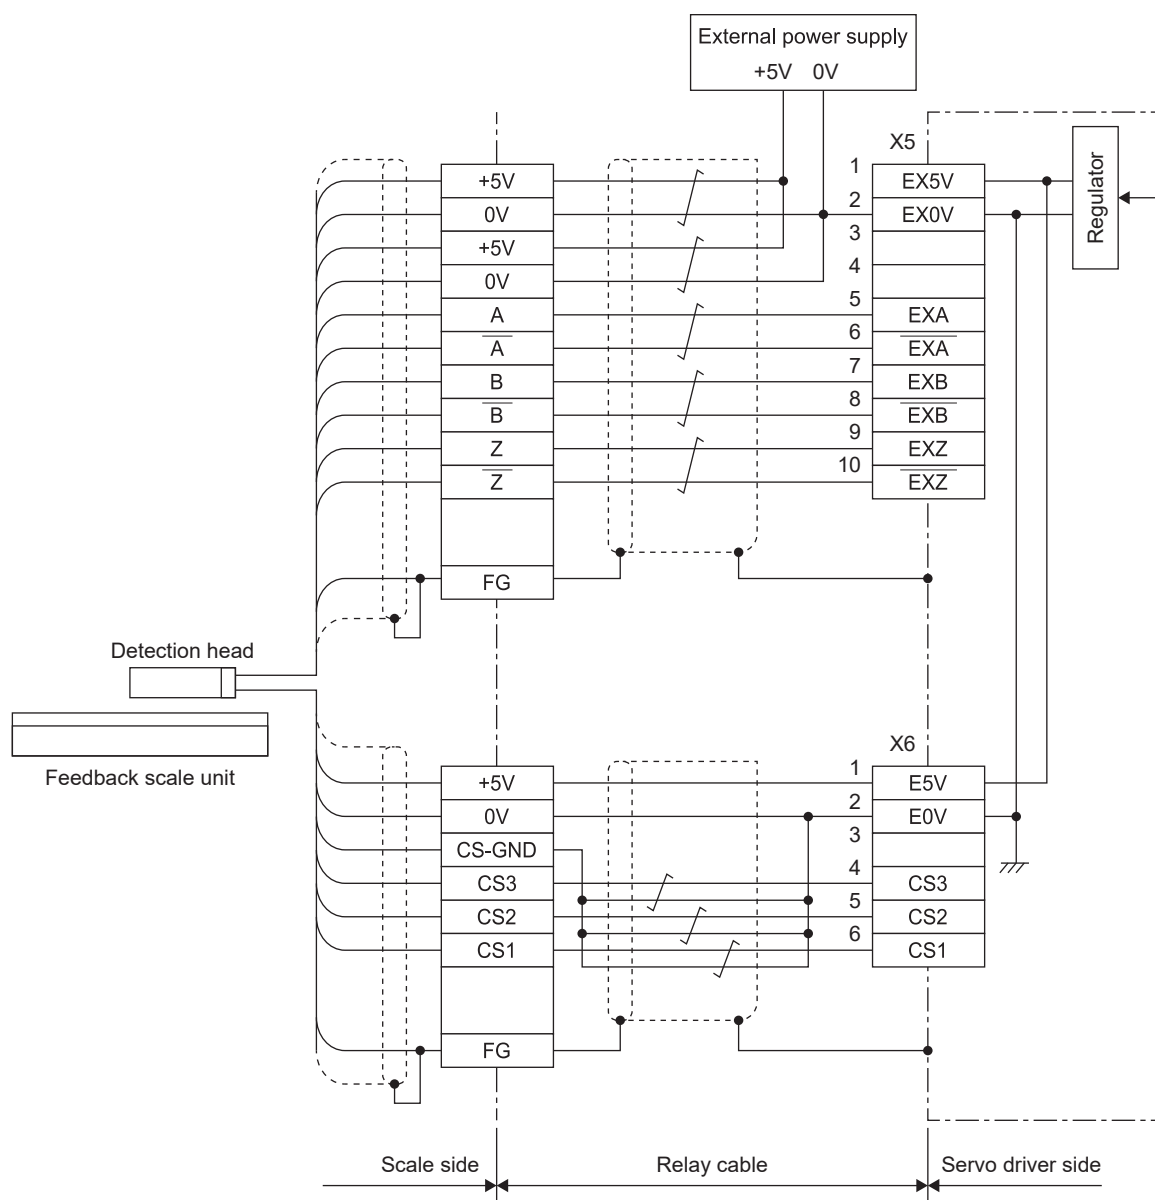 External power supply
+5V 0V
X5
1
2
3
4
5
6
7
8
9
10
+5V
0V
+5V
0V
A
A̅
B
B̅
Z
Z̅
FG
EX5V
EX0V
EXA
E̅X̅A̅
EXB
E̅X̅B̅
EXZ
E̅X̅Z̅
Regulator
Detection head
Feedback scale unit
X6
1
2
3
4
5
6
+5V
0V
CS-GND
CS3
CS2
CS1
FG
E5V
E0V
CS3
CS2
CS1
Scale side
Relay cable
Servo driver side